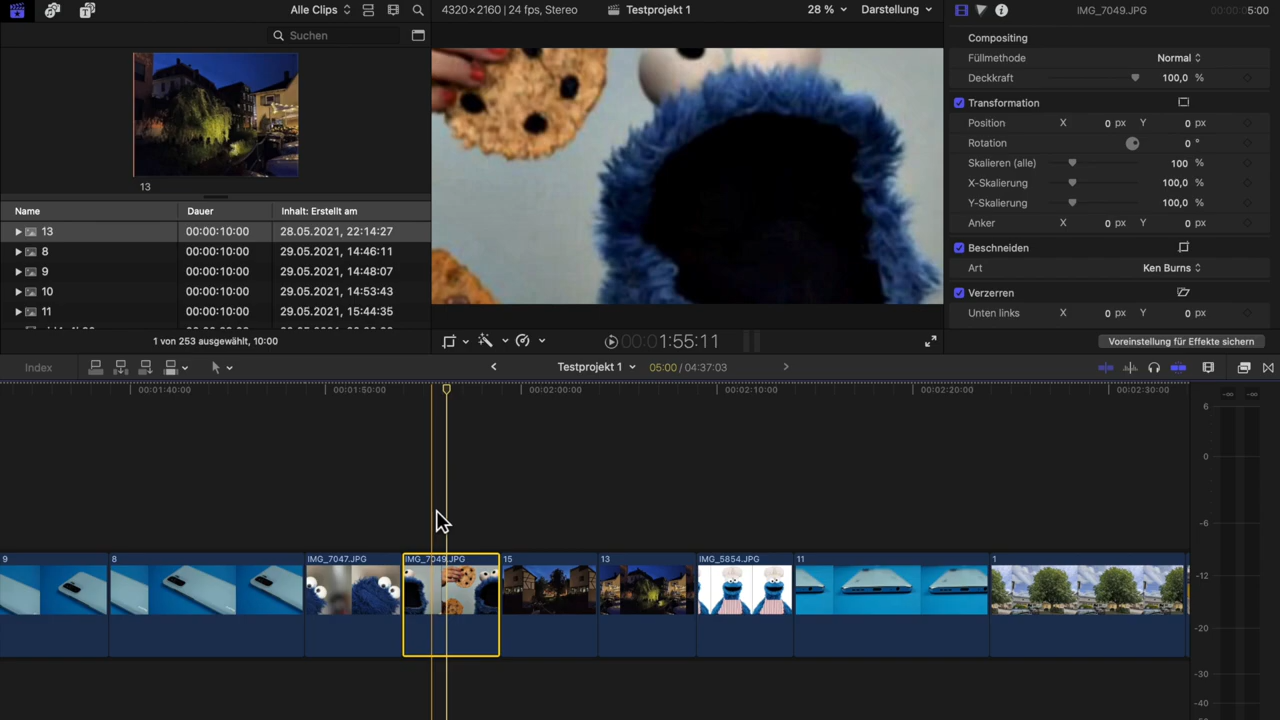 Alle Clips
4320×2160 | 24 fps, Stereo
Testprojekt 1
28 %
Darstellung
IMG_7049.JPG
00:00:05:00
Suchen
13
Name
Dauer
Inhalt: Erstellt am
13
00:00:10:00
28.05.2021, 22:14:27
8
00:00:10:00
29.05.2021, 14:46:11
9
00:00:10:00
29.05.2021, 14:48:07
10
00:00:10:00
29.05.2021, 14:53:43
11
00:00:10:00
29.05.2021, 15:44:35
1 von 253 ausgewählt, 10:00
00:01:55:11
Compositing
Füllmethode
Normal
Deckkraft
100,0 %
Transformation
Position
X
0 px
Y
0 px
Rotation
0 °
Skalieren (alle)
100 %
X-Skalierung
100,0 %
Y-Skalierung
100,0 %
Anker
X
0 px
Y
0 px
Beschneiden
Art
Ken Burns
Verzerren
Unten links
X
0 px
Y
0 px
Voreinstellung für Effekte sichern
Index
Testprojekt 1
05:00 / 04:37:03
00:01:40:00
00:01:50:00
00:02:00:00
00:02:10:00
00:02:20:00
00:02:30:00
-∞
-∞
6
0
-6
-12
-20
-30
-40
9
8
IMG_7047.JPG
IMG_7049.JPG
15
13
IMG_5854.JPG
11
1